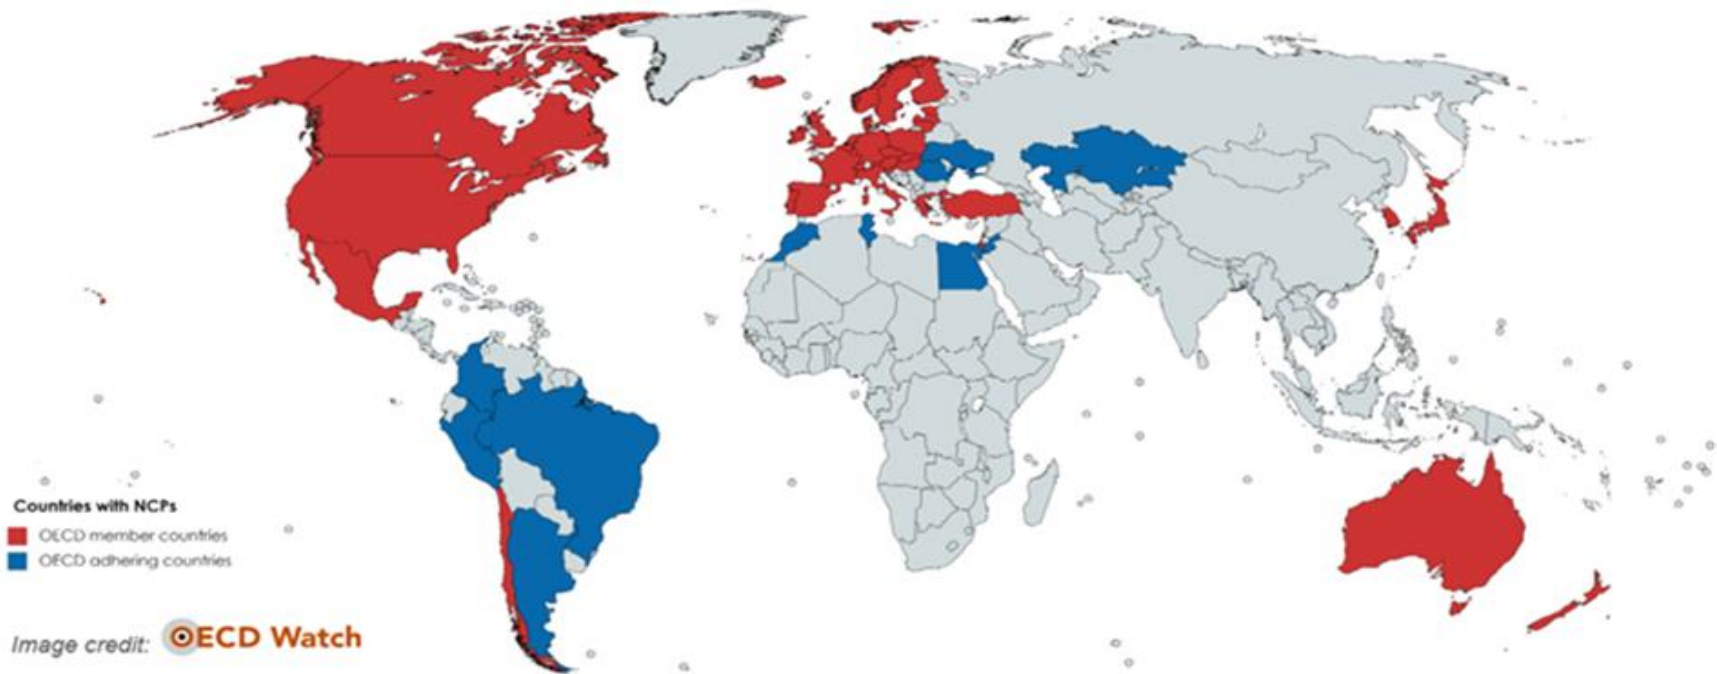 Countries with NCPs
OECD member countries
OECD adhering countries
Image credit: OECD Watch